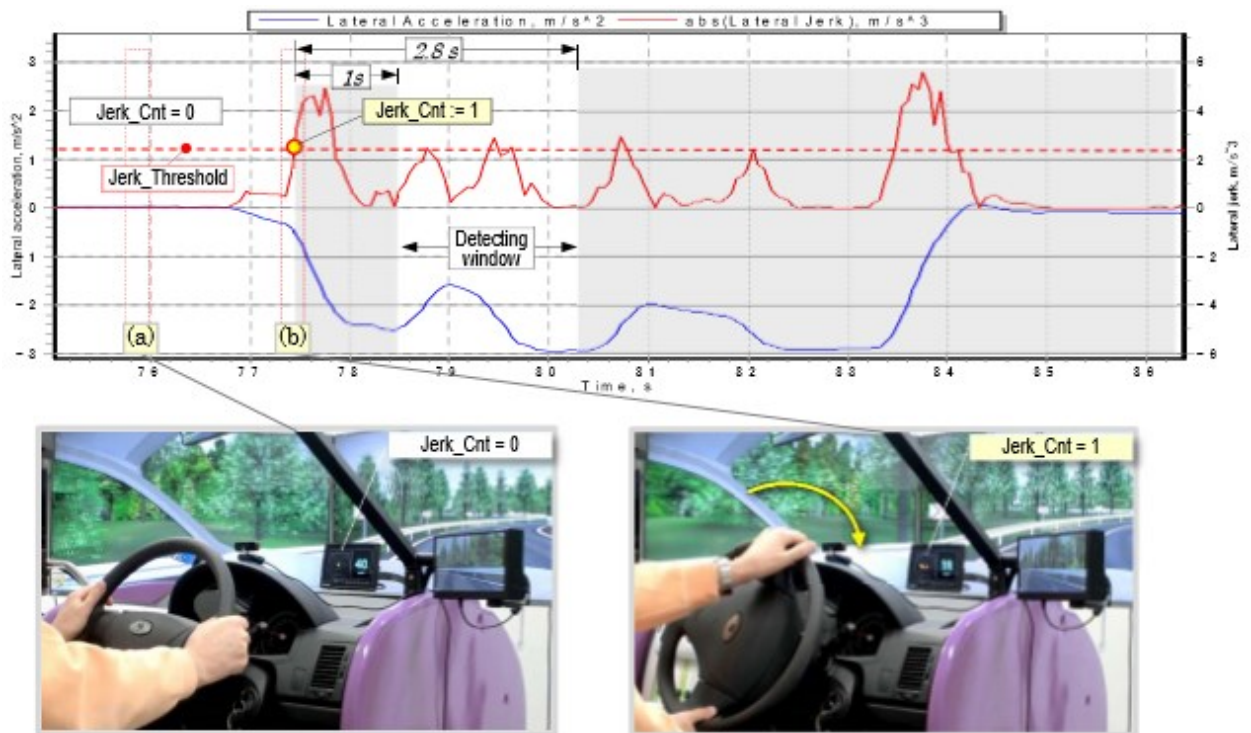 Lateral Acceleration, m/s^2 abs(Lateral Jerk), m/s^3
2.8 s
1s
Jerk_Cnt = 0
Jerk_Cnt := 1
Jerk_Threshold
Detecting
window
(a)
(b)
Lateral acceleration, m/s^2
3
2
1
0
-1
-2
-3
Lateral jerk, m/s^3
6
4
2
0
-2
-4
-6
76 77 78 79 80 81 82 83 84 85 86
Time, s
Jerk_Cnt = 0
40
Jerk_Cnt = 1